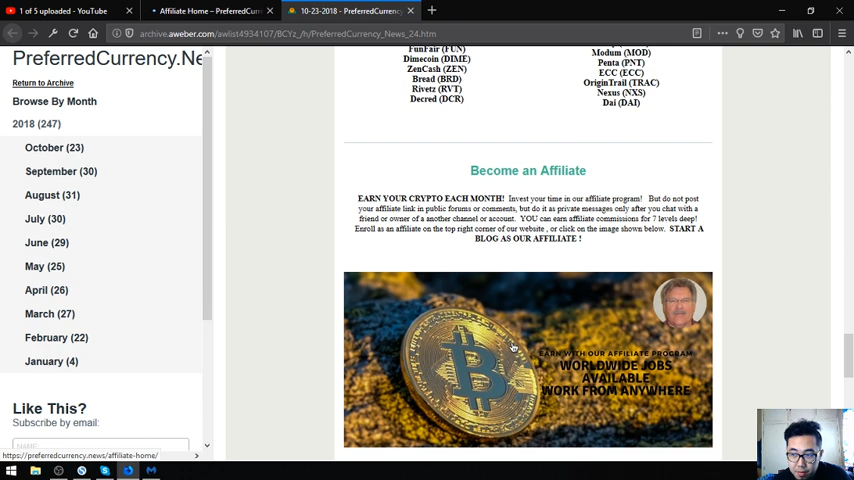 1 of 5 uploaded - YouTube
Affiliate Home – PreferredCurr
10-23-2018 - PreferredCurrency
archive.aweber.com/awlist4934107/BCYz_/h/PreferredCurrency_News_24.htm
PreferredCurrency.Ne
Return to Archive
Browse By Month
2018 (247)
October (23)
September (30)
August (31)
July (30)
June (29)
May (25)
April (26)
March (27)
February (22)
January (4)
Like This?
Subscribe by email:
NAME:
https://preferredcurrency.news/affiliate-home/
FunFair (FUN)
Dimecoin (DIME)
ZenCash (ZEN)
Bread (BRD)
Rivetz (RVT)
Decred (DCR)
Modum (MOD)
Penta (PNT)
ECC (ECC)
OriginTrail (TRAC)
Nexus (NXS)
Dai (DAI)
Become an Affiliate
EARN YOUR CRYPTO EACH MONTH! Invest your time in our affiliate program! But do not post
your affiliate link in public forums or comments, but do it as private messages only after you chat with a
friend or owner of a another channel or account. YOU can earn affiliate commissions for 7 levels deep!
Enroll as an affiliate on the top right corner of our website , or click on the image shown below. START A
BLOG AS OUR AFFILIATE !
EARN WITH OUR AFFILIATE PROGRAM
WORLDWIDE JOBS
AVAILABLE
WORK FROM ANYWHERE